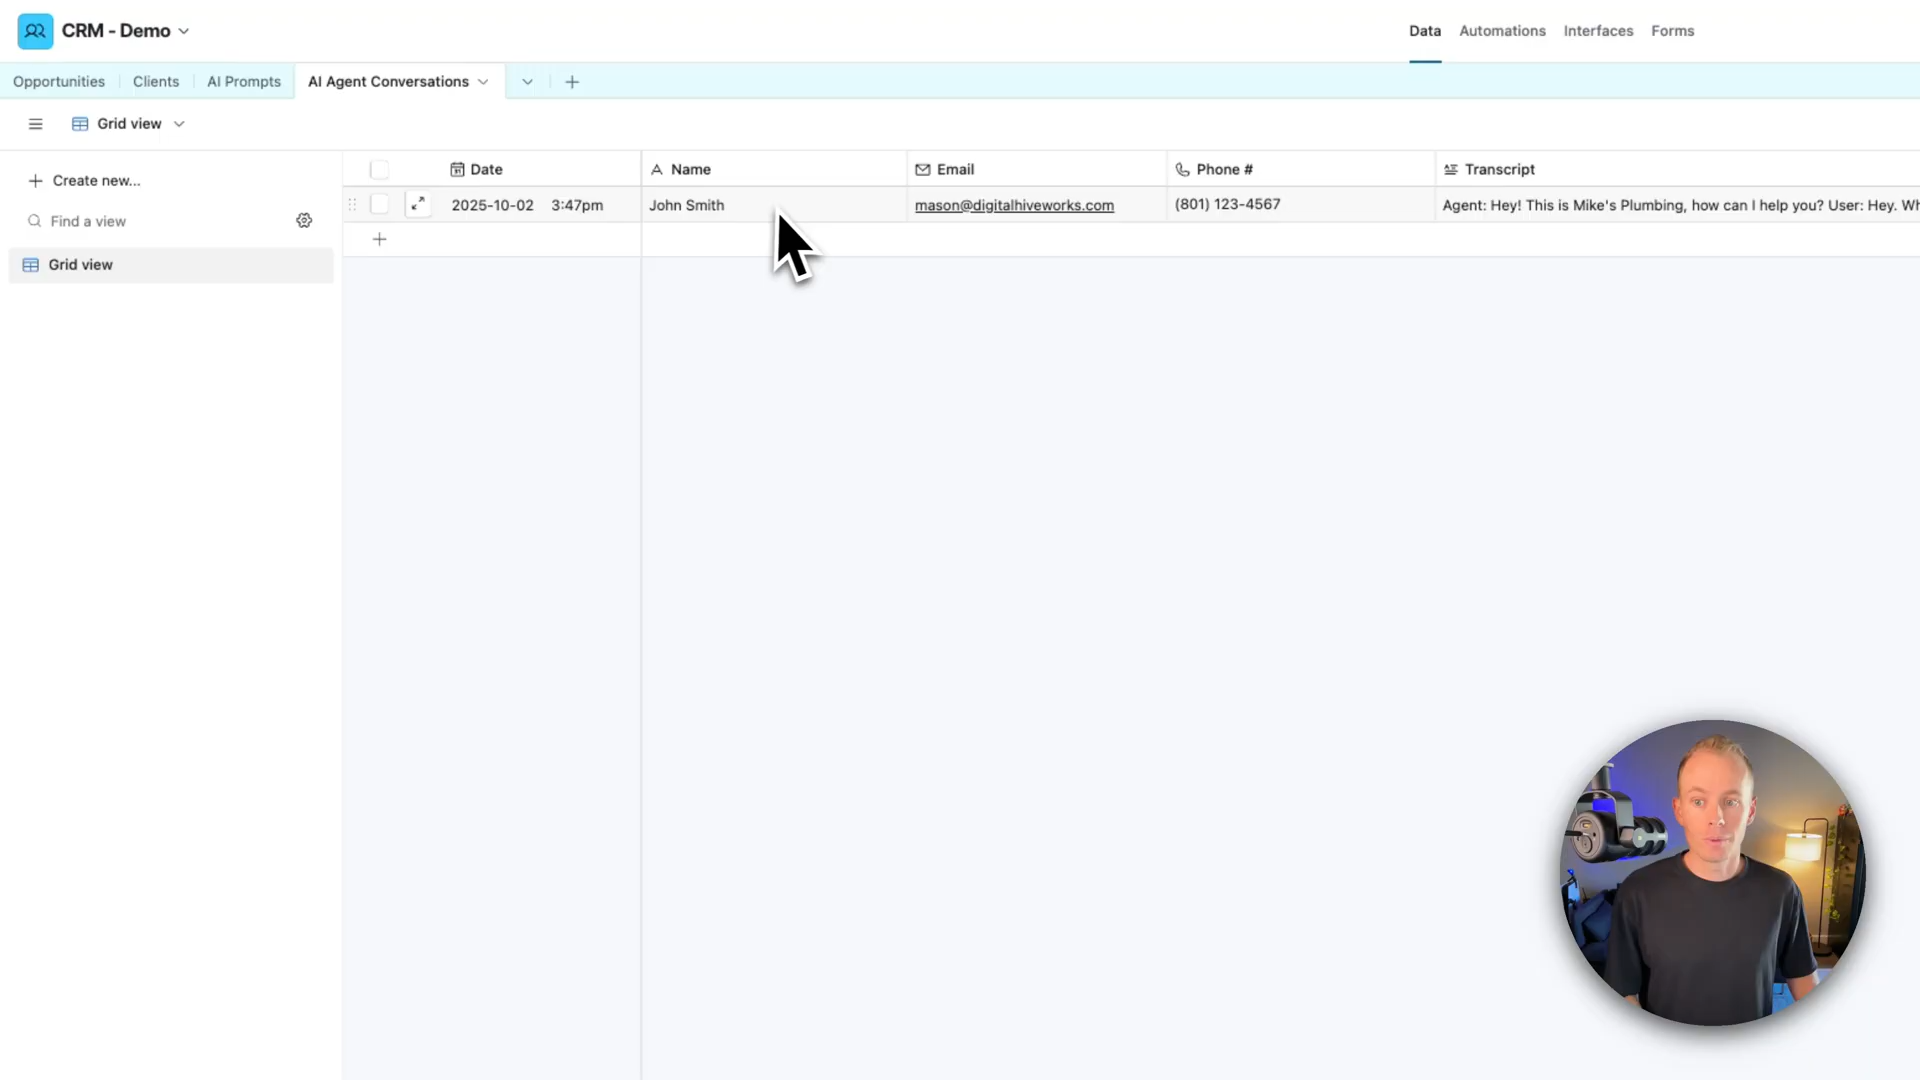 CRM - Demo
Data Automations Interfaces Forms
Opportunities Clients AI Prompts AI Agent Conversations
Grid view
Create new...
Find a view
Grid view
Date Name Email Phone # Transcript
2025-10-02 3:47pm John Smith mason@digitalhiveworks.com (801) 123-4567 Agent: Hey! This is Mike's Plumbing, how can I help you? User: Hey. Wh